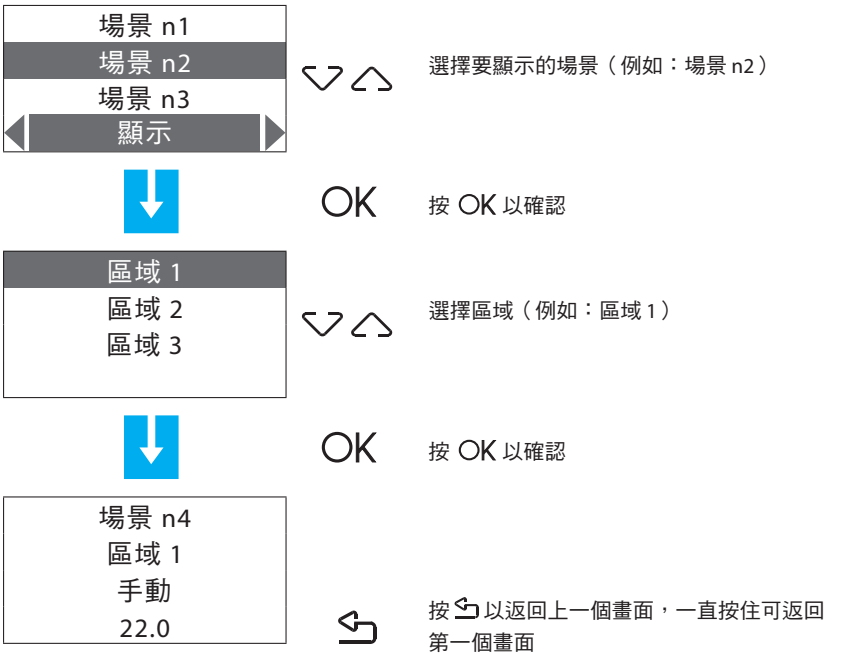 場景 n1
場景 n2
場景 n3
顯示
選擇要顯示的場景（例如：場景 n2）
OK
按 OK 以確認
區域 1
區域 2
區域 3
選擇區域（例如：區域 1）
OK
按 OK 以確認
場景 n4
區域 1
手動
22.0
按 以返回上一個畫面，一直按住可返回
第一個畫面